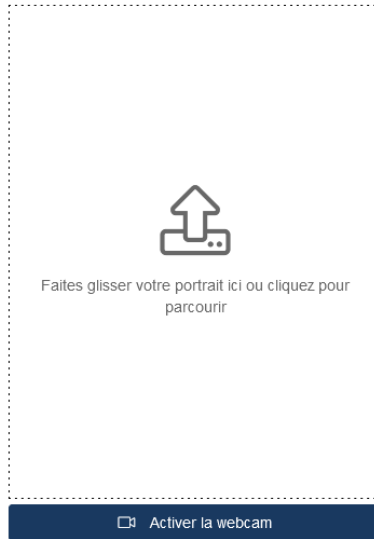 Faites glisser votre portrait ici ou cliquez pour
parcourir
Activer la webcam